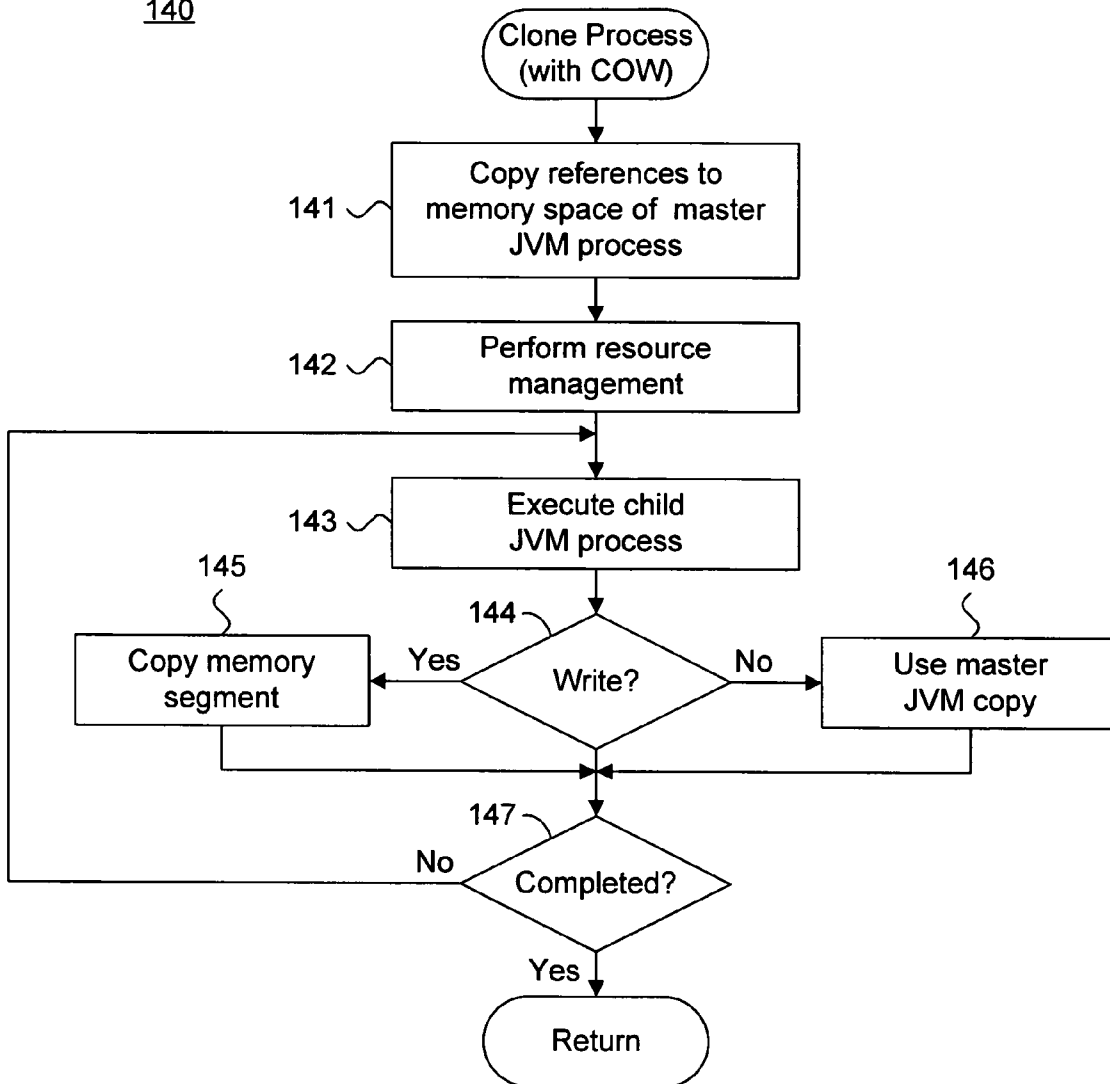 140
Clone Process
(with COW)
141
Copy references to
memory space of master
JVM process
142
Perform resource
management
143
Execute child
JVM process
145
146
144
Copy memory
segment
Yes
Write?
No
Use master
JVM copy
147
No
Completed?
Yes
Return